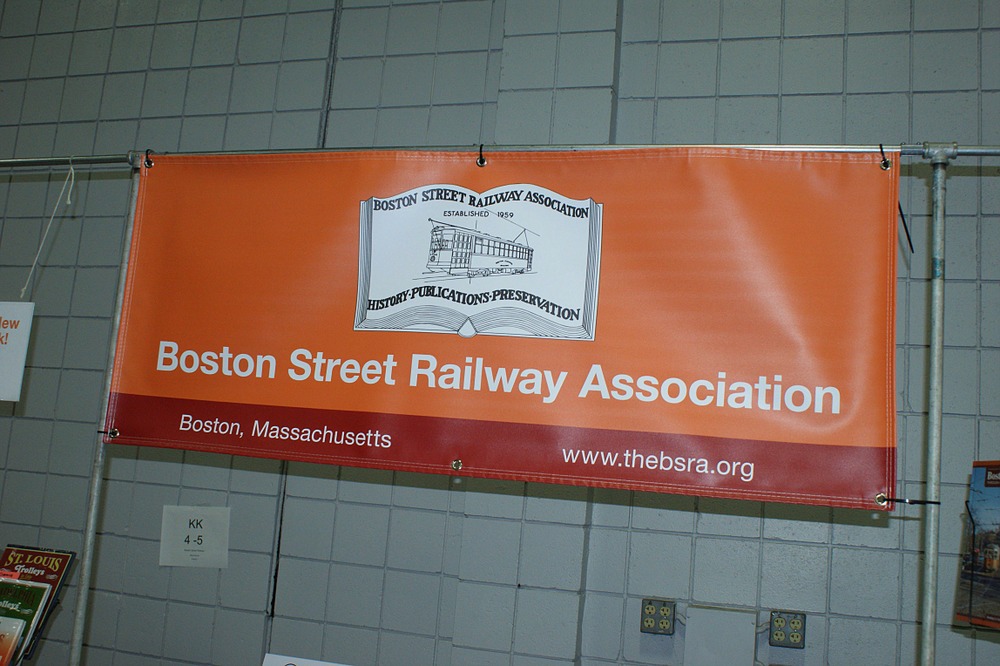 BOSTON STREET RAILWAY ASSOCIATION
ESTABLISHED 1959
HISTORY·PUBLICATIONS·PRESERVATION
Boston Street Railway Association
Boston, Massachusetts
www.thebsra.org
KK
4-5
ST. LOUIS
Trolleys